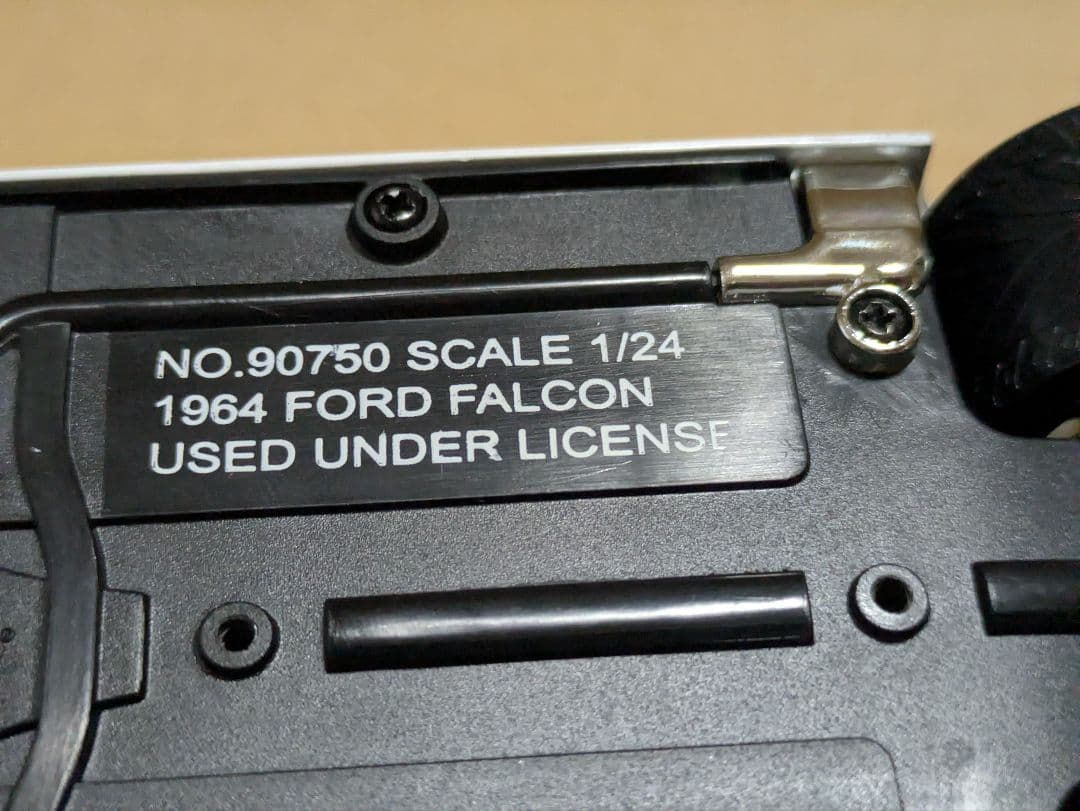 NO.90750 SCALE 1/24
1964 FORD FALCON
USED UNDER LICENSE